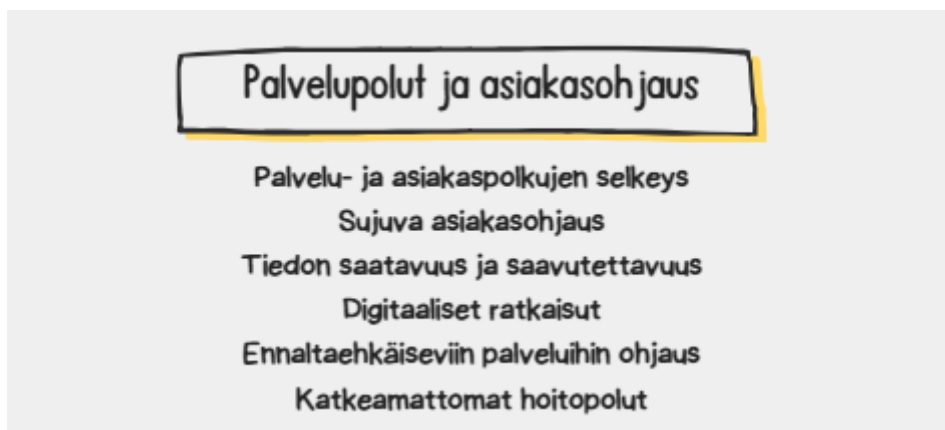 Palvelupolut ja asiakasohjaus
Palvelu- ja asiakaspolkujen selkeys
Sujuva asiakasohjaus
Tiedon saatavuus ja saavutettavuus
Digitaaliset ratkaisut
Ennaltaehkäiseviin palveluihin ohjaus
Katkeamattomat hoitopolut